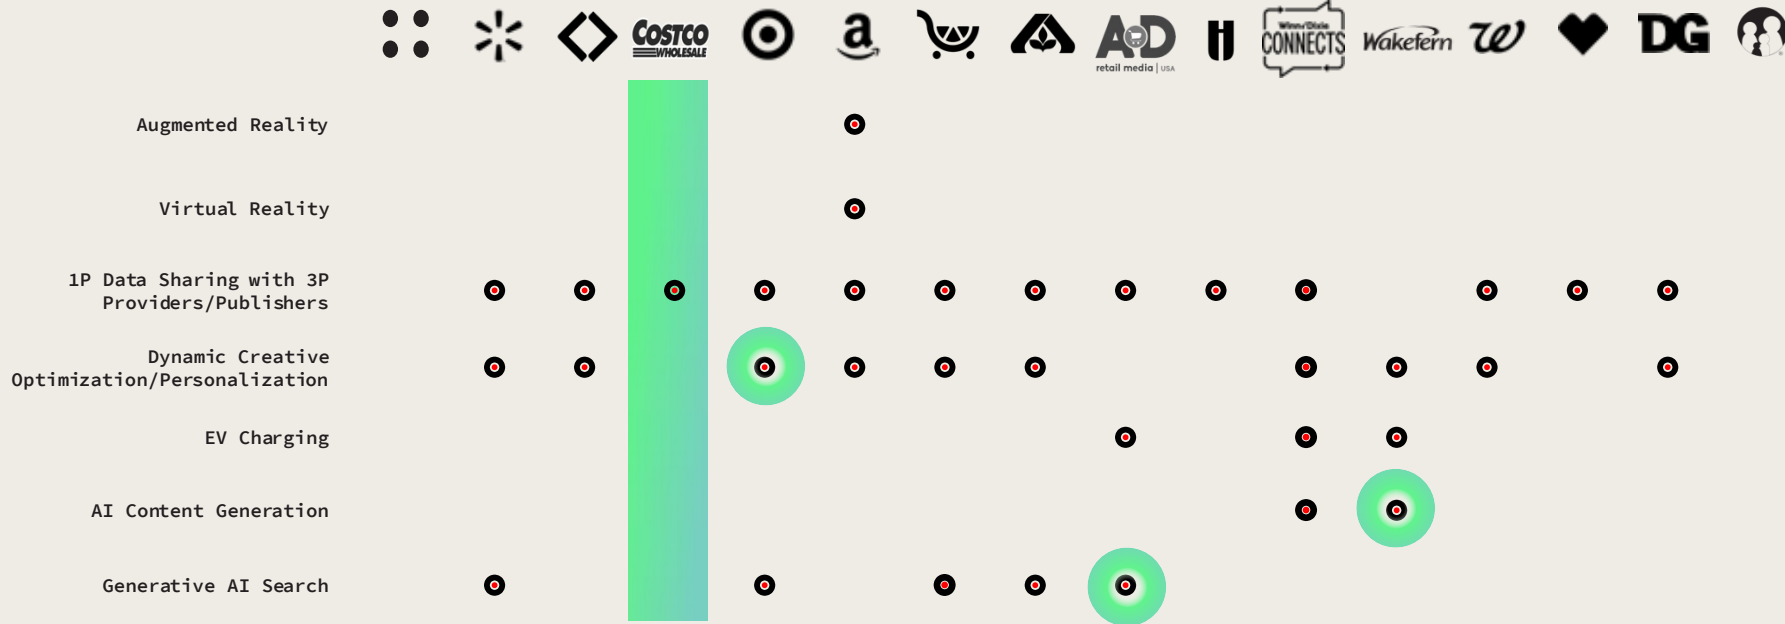 COSTCO
WHOLESALE
a
AD
retail media | USA
Winn Dixie
CONNECTS
Wakefern
W
DG
Augmented Reality
Virtual Reality
1P Data Sharing with 3P
Providers/Publishers
Dynamic Creative
Optimization/Personalization
EV Charging
AI Content Generation
Generative AI Search